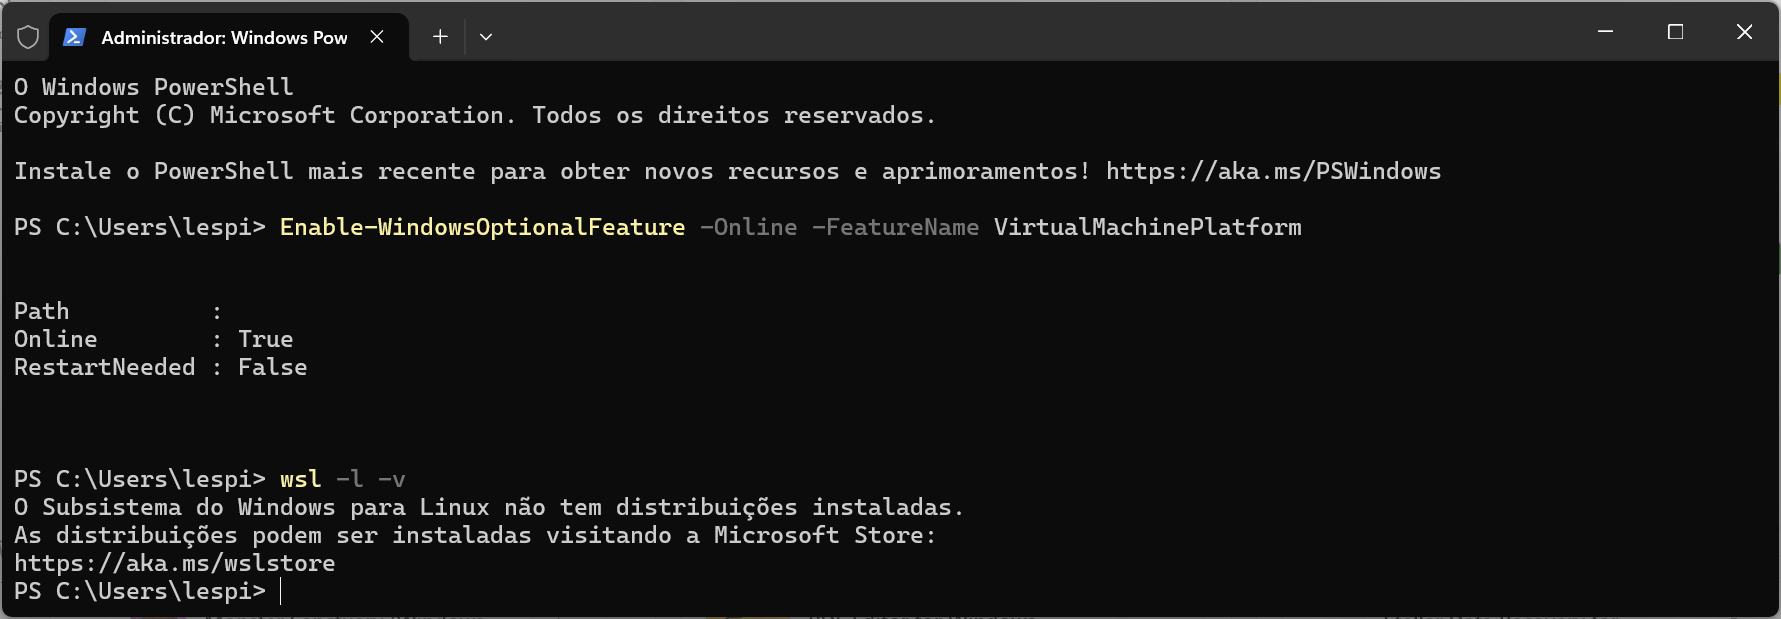 Administrador: Windows Pow
O Windows PowerShell
Copyright (C) Microsoft Corporation. Todos os direitos reservados.
Instale o PowerShell mais recente para obter novos recursos e aprimoramentos! https://aka.ms/PSWindows
PS C:\Users\lespi> Enable-WindowsOptionalFeature -Online -FeatureName VirtualMachinePlatform
Path          :
Online        : True
RestartNeeded : False
PS C:\Users\lespi> wsl -l -v
O Subsistema do Windows para Linux não tem distribuições instaladas.
As distribuições podem ser instaladas visitando a Microsoft Store:
https://aka.ms/wslstore
PS C:\Users\lespi>